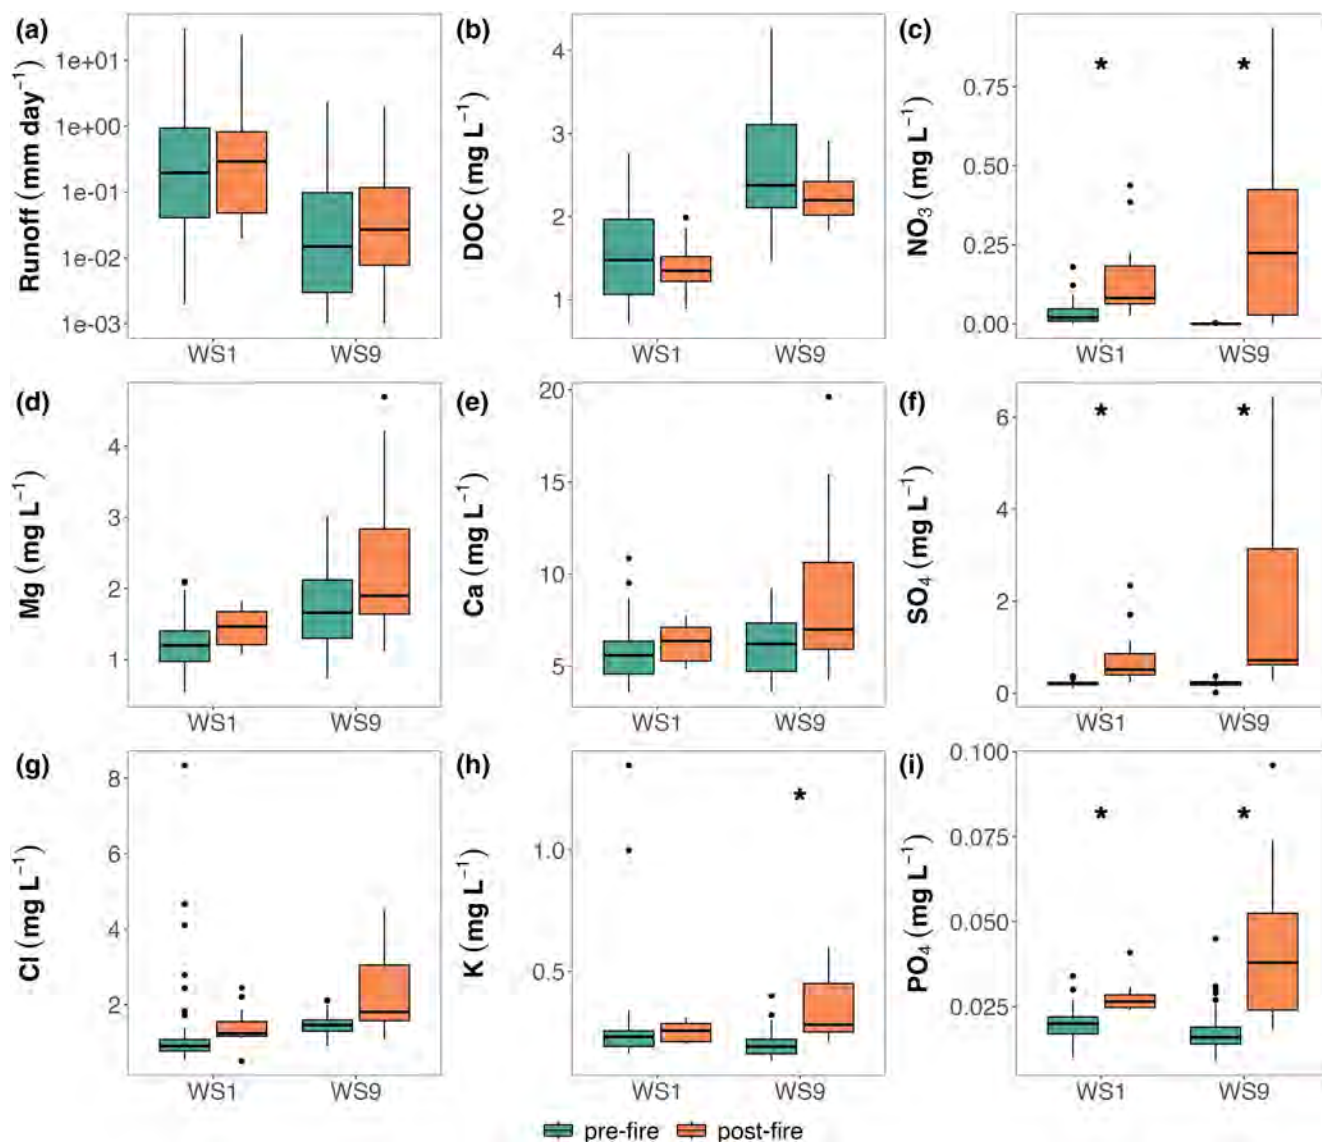 (a)
Runoff (mm day⁻¹)
1e+01
1e+00
1e-01
1e-02
1e-03
WS1 WS9
(b)
DOC (mg L⁻¹)
4
3
2
1
WS1 WS9
(c)
NO₃ (mg L⁻¹)
*
*
0.75
0.50
0.25
0.00
WS1 WS9
(d)
Mg (mg L⁻¹)
4
3
2
1
WS1 WS9
(e)
Ca (mg L⁻¹)
20
15
10
5
WS1 WS9
(f)
SO₄ (mg L⁻¹)
*
*
6
4
2
0
WS1 WS9
(g)
Cl (mg L⁻¹)
8
6
4
2
WS1 WS9
(h)
K (mg L⁻¹)
*
1.0
0.5
WS1 WS9
(i)
PO₄ (mg L⁻¹)
*
*
0.100
0.075
0.050
0.025
WS1 WS9
pre-fire post-fire